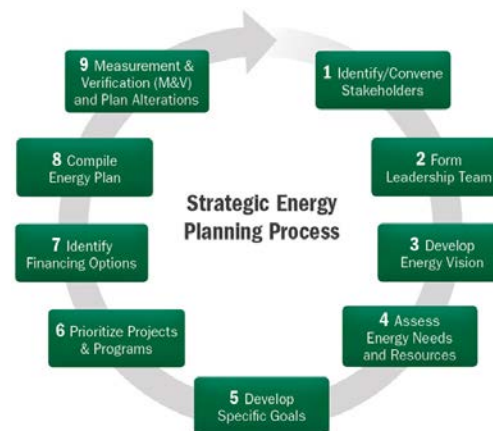 Strategic Energy
Planning Process
1 Identify/Convene
Stakeholders
2 Form
Leadership Team
3 Develop
Energy Vision
4 Assess
Energy Needs
and Resources
5 Develop
Specific Goals
6 Prioritize Projects
& Programs
7 Identify
Financing Options
8 Compile
Energy Plan
9 Measurement &
Verification (M&V)
and Plan Alterations